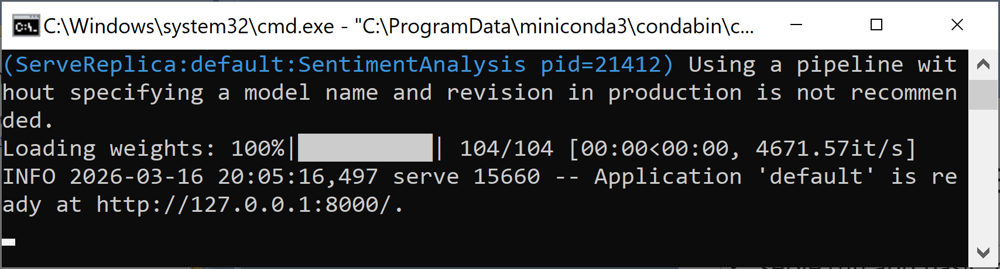 C:\Windows\system32\cmd.exe - "C:\ProgramData\miniconda3\condabin\c...
(ServeReplica:default:SentimentAnalysis pid=21412) Using a pipeline wit
hout specifying a model name and revision in production is not recommen
ded.
Loading weights: 100%|██████████| 104/104 [00:00<00:00, 4671.57it/s]
INFO 2026-03-16 20:05:16,497 serve 15660 -- Application 'default' is re
ady at http://127.0.0.1:8000/.